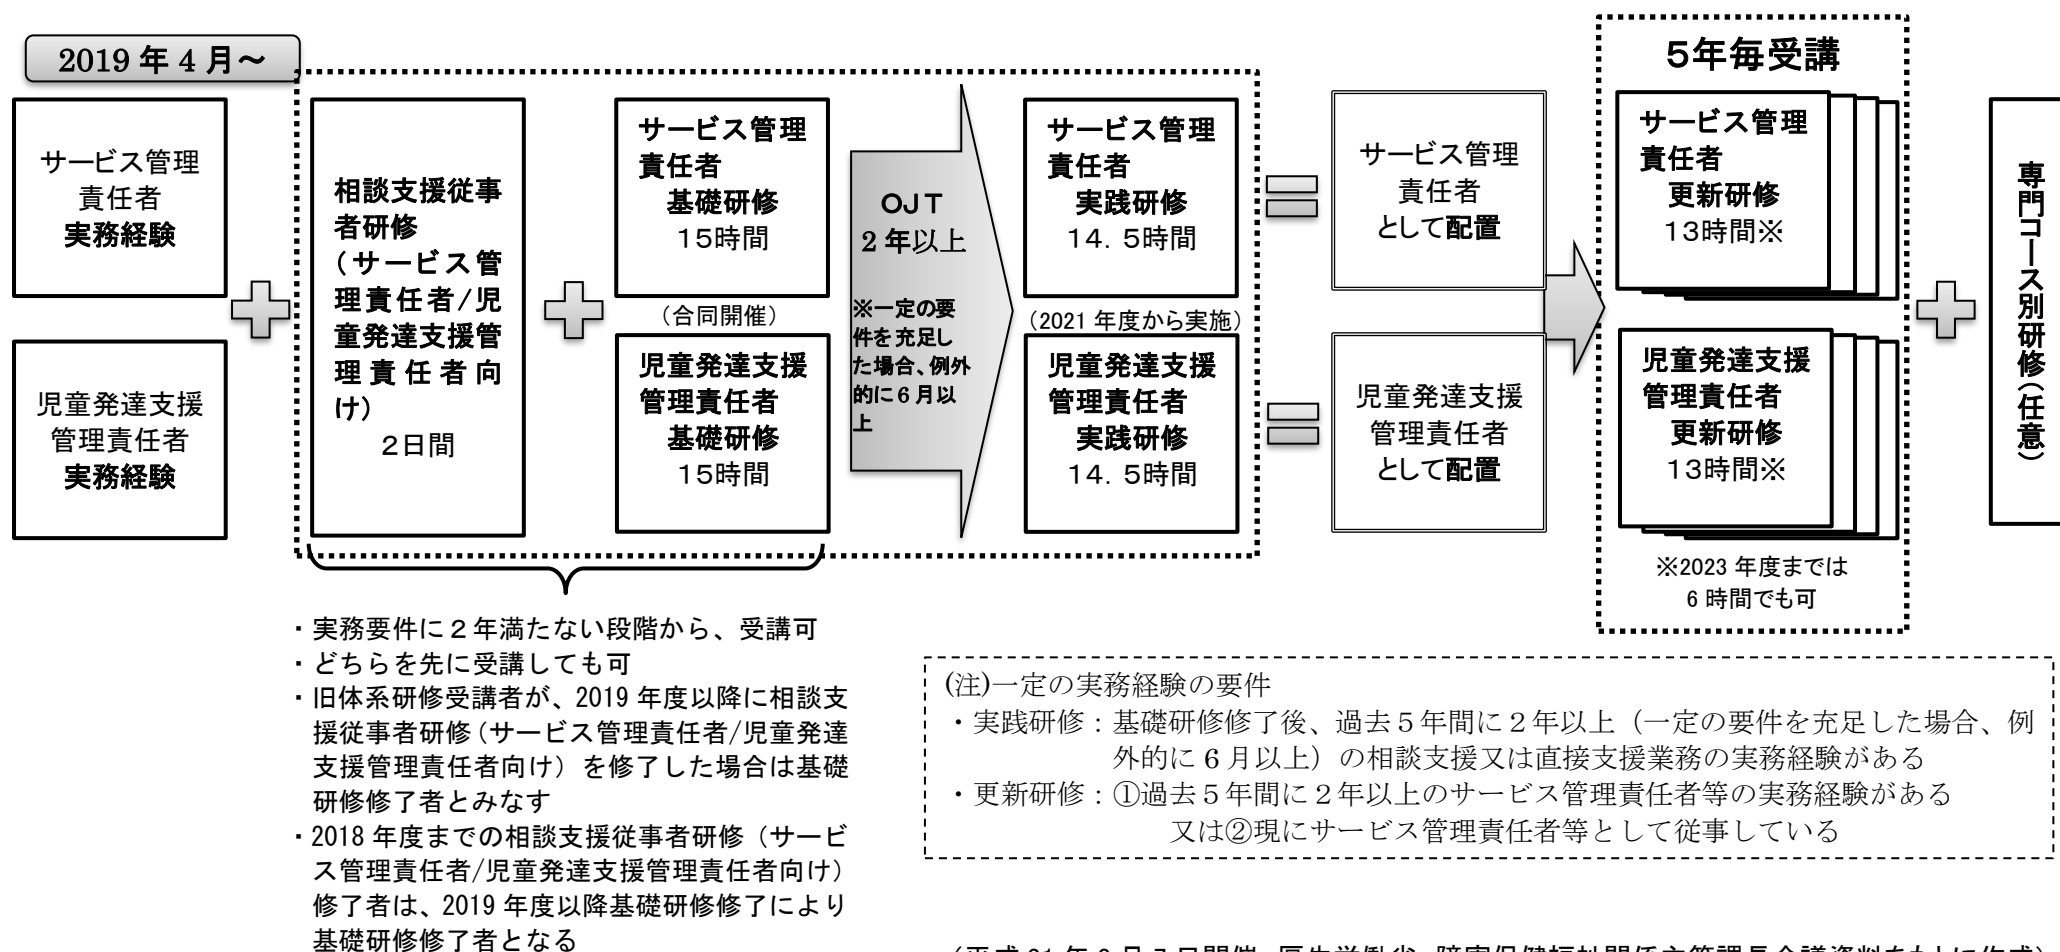 2019年4月～
サービス管理
責任者
実務経験
児童発達支援
管理責任者
実務経験
相談支援従事
者研修
（サービス管
理責任者/児
童発達支援管
理責任者向
け）
2日間
サービス管理
責任者
基礎研修
15時間
（合同開催）
児童発達支援
管理責任者
基礎研修
15時間
OJT
2年以上
※一定の要
件を充足し
た場合、例外
的に6月以
上
サービス管理
責任者
実践研修
14．5時間
（2021年度から実施）
児童発達支援
管理責任者
実践研修
14．5時間
サービス管理
責任者
として配置
児童発達支援
管理責任者
として配置
5年毎受講
サービス管理
責任者
更新研修
13時間※
児童発達支援
管理責任者
更新研修
13時間※
※2023年度までは
6時間でも可
専門コース別研修（任意）
・実務要件に２年満たない段階から、受講可
・どちらを先に受講しても可
・旧体系研修受講者が、2019年度以降に相談支
援従事者研修（サービス管理責任者/児童発達
支援管理責任者向け）を修了した場合は基礎
研修修了者とみなす
・2018年度までの相談支援従事者研修（サービ
ス管理責任者/児童発達支援管理責任者向け）
修了者は、2019年度以降基礎研修修了により
基礎研修修了者となる
(注)一定の実務経験の要件
・実践研修：基礎研修修了後、過去５年間に２年以上（一定の要件を充足した場合、例
外的に6月以上）の相談支援又は直接支援業務の実務経験がある
・更新研修：①過去５年間に２年以上のサービス管理責任者等の実務経験がある
又は②現にサービス管理責任者等として従事している